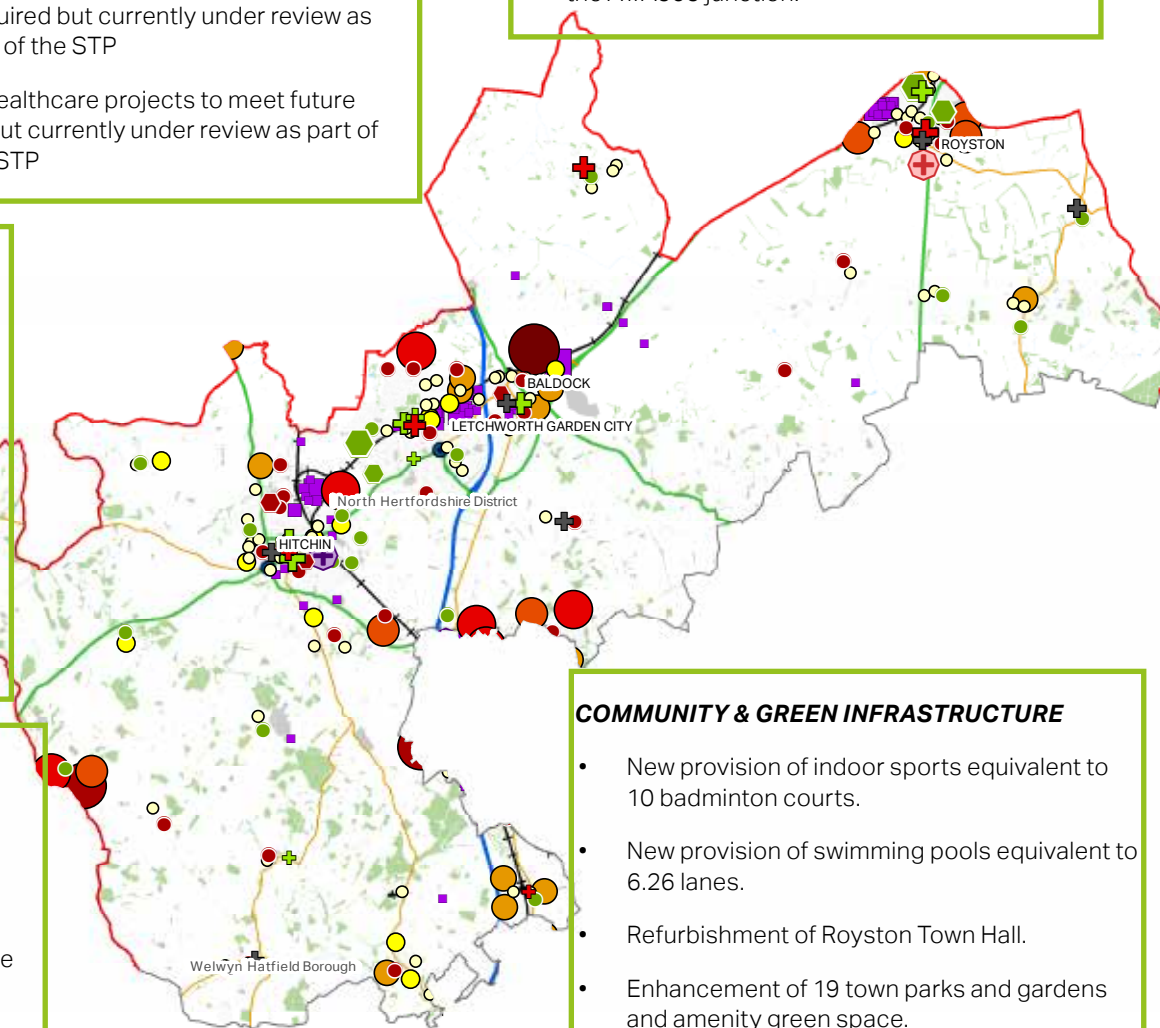 uired but currently under review as
of the STP
ealthcare projects to meet future
ut currently under review as part of
STP
ROYSTON
BALDOCK
LETCHWORTH GARDEN CITY
North Hertfordshire District
HITCHIN
COMMUNITY & GREEN INFRASTRUCTURE
• New provision of indoor sports equivalent to
10 badminton courts.
• New provision of swimming pools equivalent to
6.26 lanes.
• Refurbishment of Royston Town Hall.
e
Welwyn Hatfield Borough
• Enhancement of 19 town parks and gardens
and amenity green space.